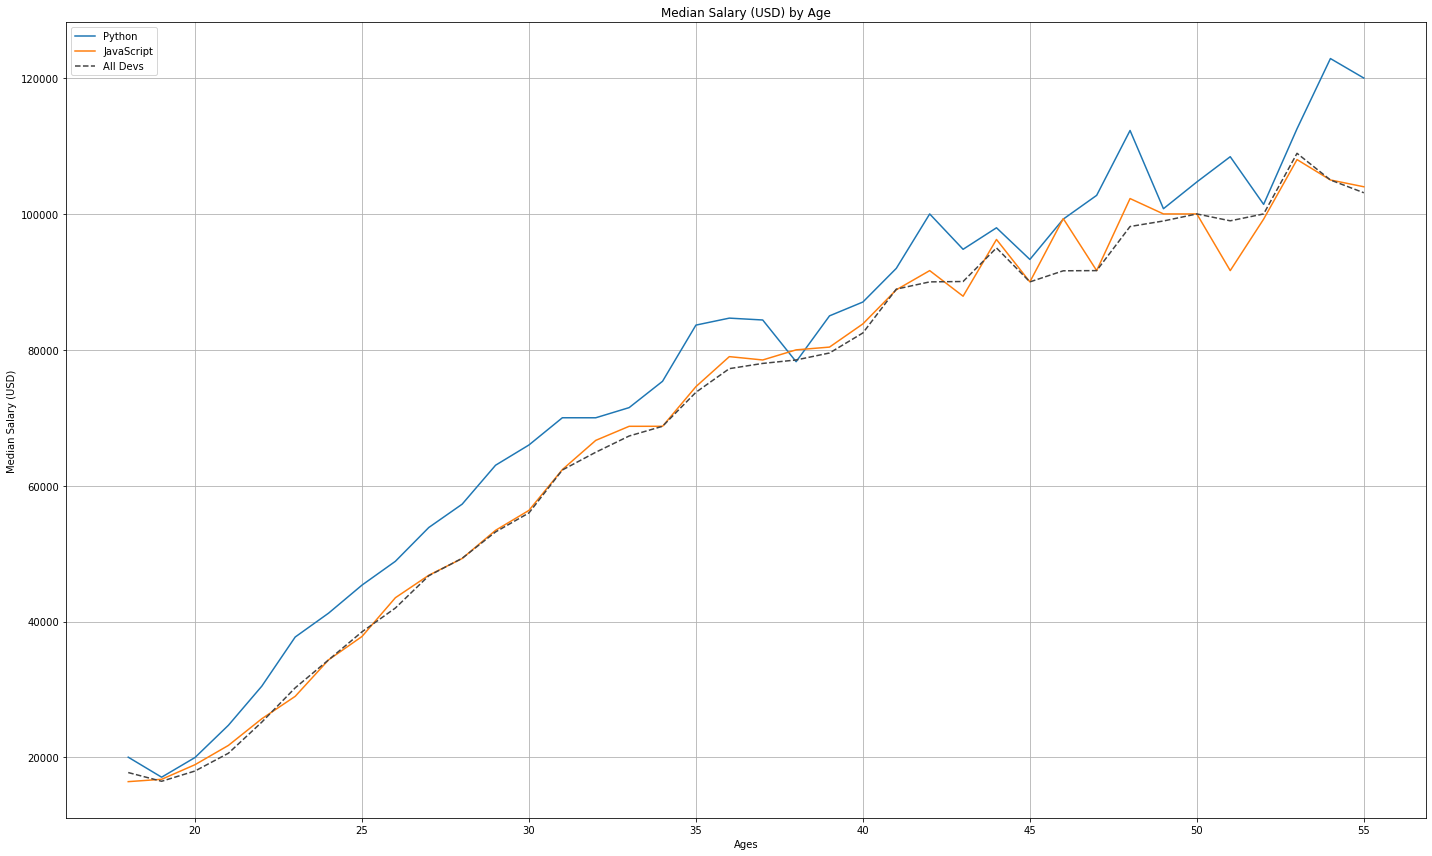 Median Salary (USD) by Age
Python
JavaScript
All Devs
120000
100000
80000
60000
40000
20000
Median Salary (USD)
20 25 30 35 40 45 50 55
Ages